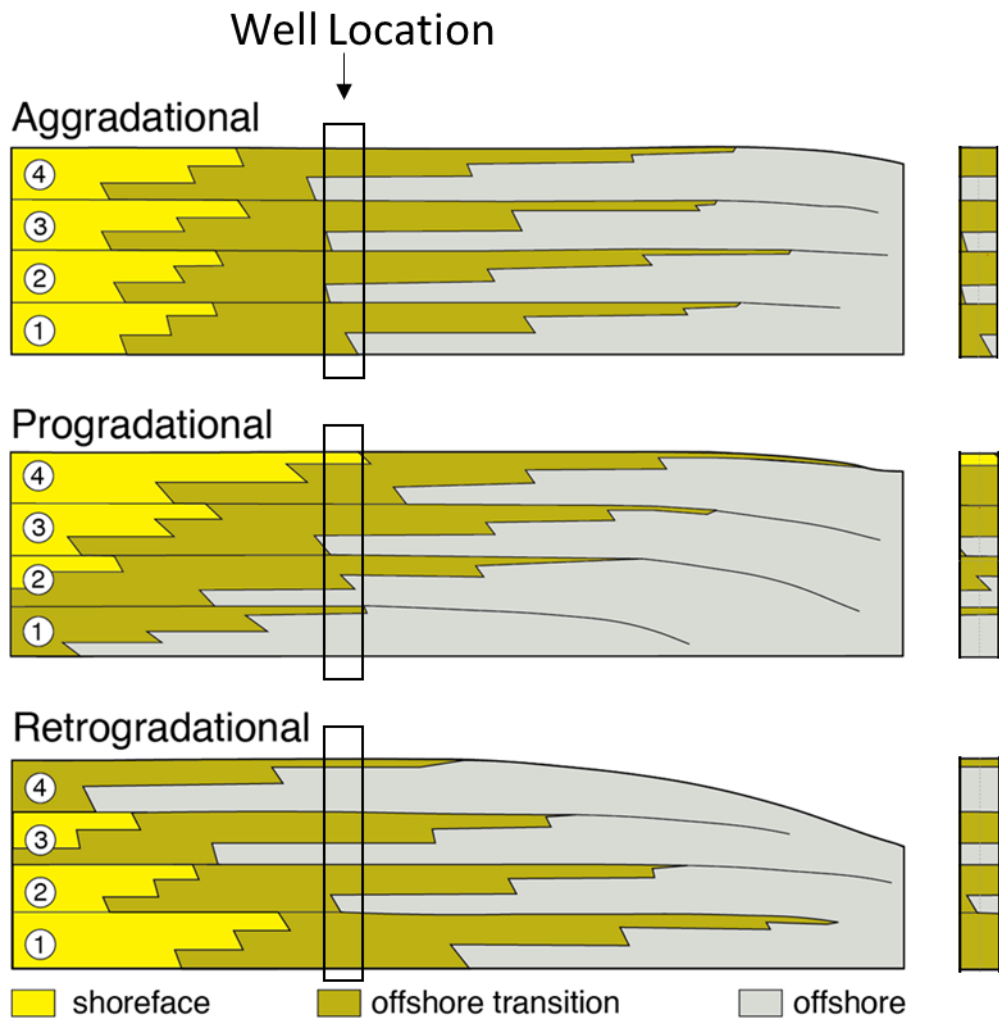 Well Location
Aggradational
4
3
2
1
Progradational
4
3
2
1
Retrogradational
4
3
2
1
shoreface offshore transition offshore